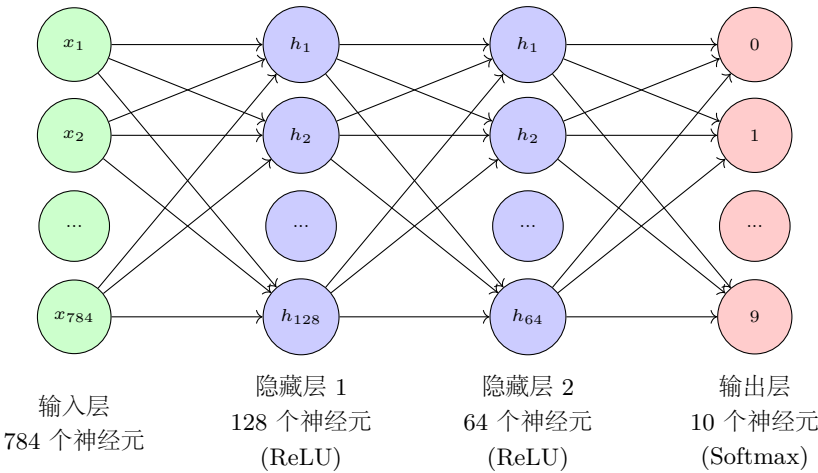 x1 h1 h1 0
x2 h2 h2 1
... ... ... ...
x784 h128 h64 9
输入层
784 个神经元
隐藏层 1
128 个神经元
(ReLU)
隐藏层 2
64 个神经元
(ReLU)
输出层
10 个神经元
(Softmax)